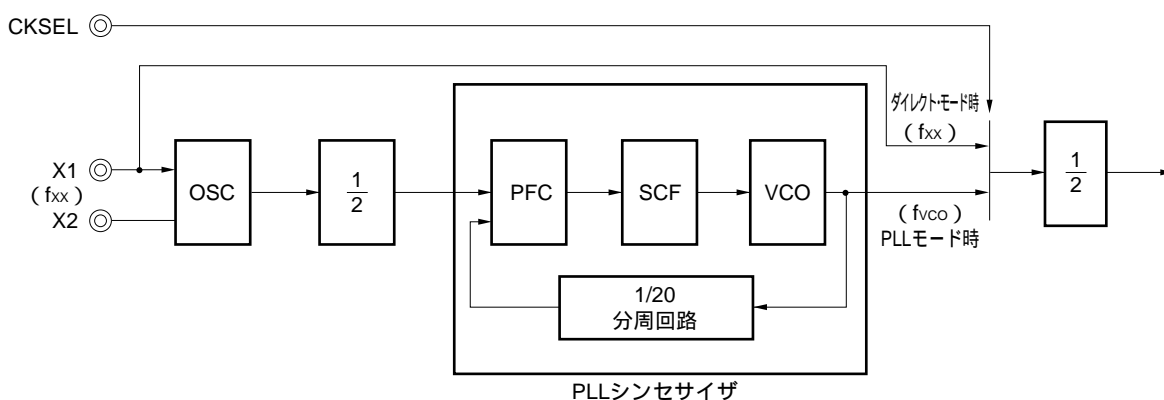 CKSEL
ダイレクト・モード時
(fXX)
X1
(fXX)
X2
OSC
1
2
PFC
SCF
VCO
1
2
(fVCO)
PLLモード時
1/20
分周回路
PLLシンセサイザ